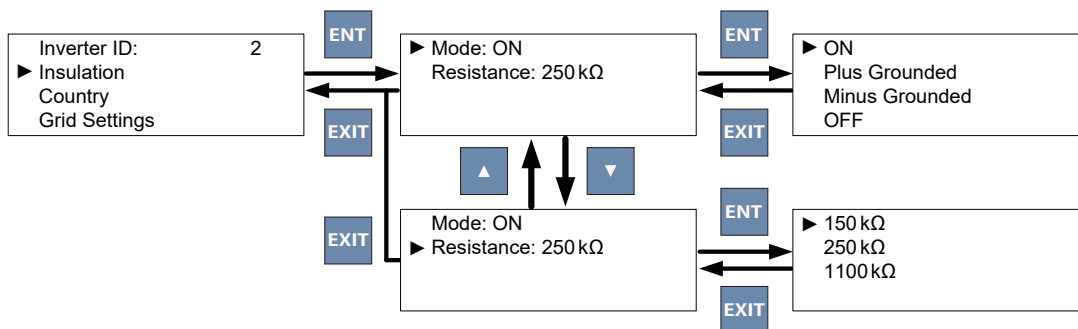 Inverter ID: 2
► Insulation
Country
Grid Settings
ENT
EXIT
► Mode: ON
Resistance: 250 kΩ
ENT
EXIT
► ON
Plus Grounded
Minus Grounded
OFF
▲
▼
EXIT
Mode: ON
► Resistance: 250 kΩ
ENT
EXIT
► 150 kΩ
250 kΩ
1100 kΩ